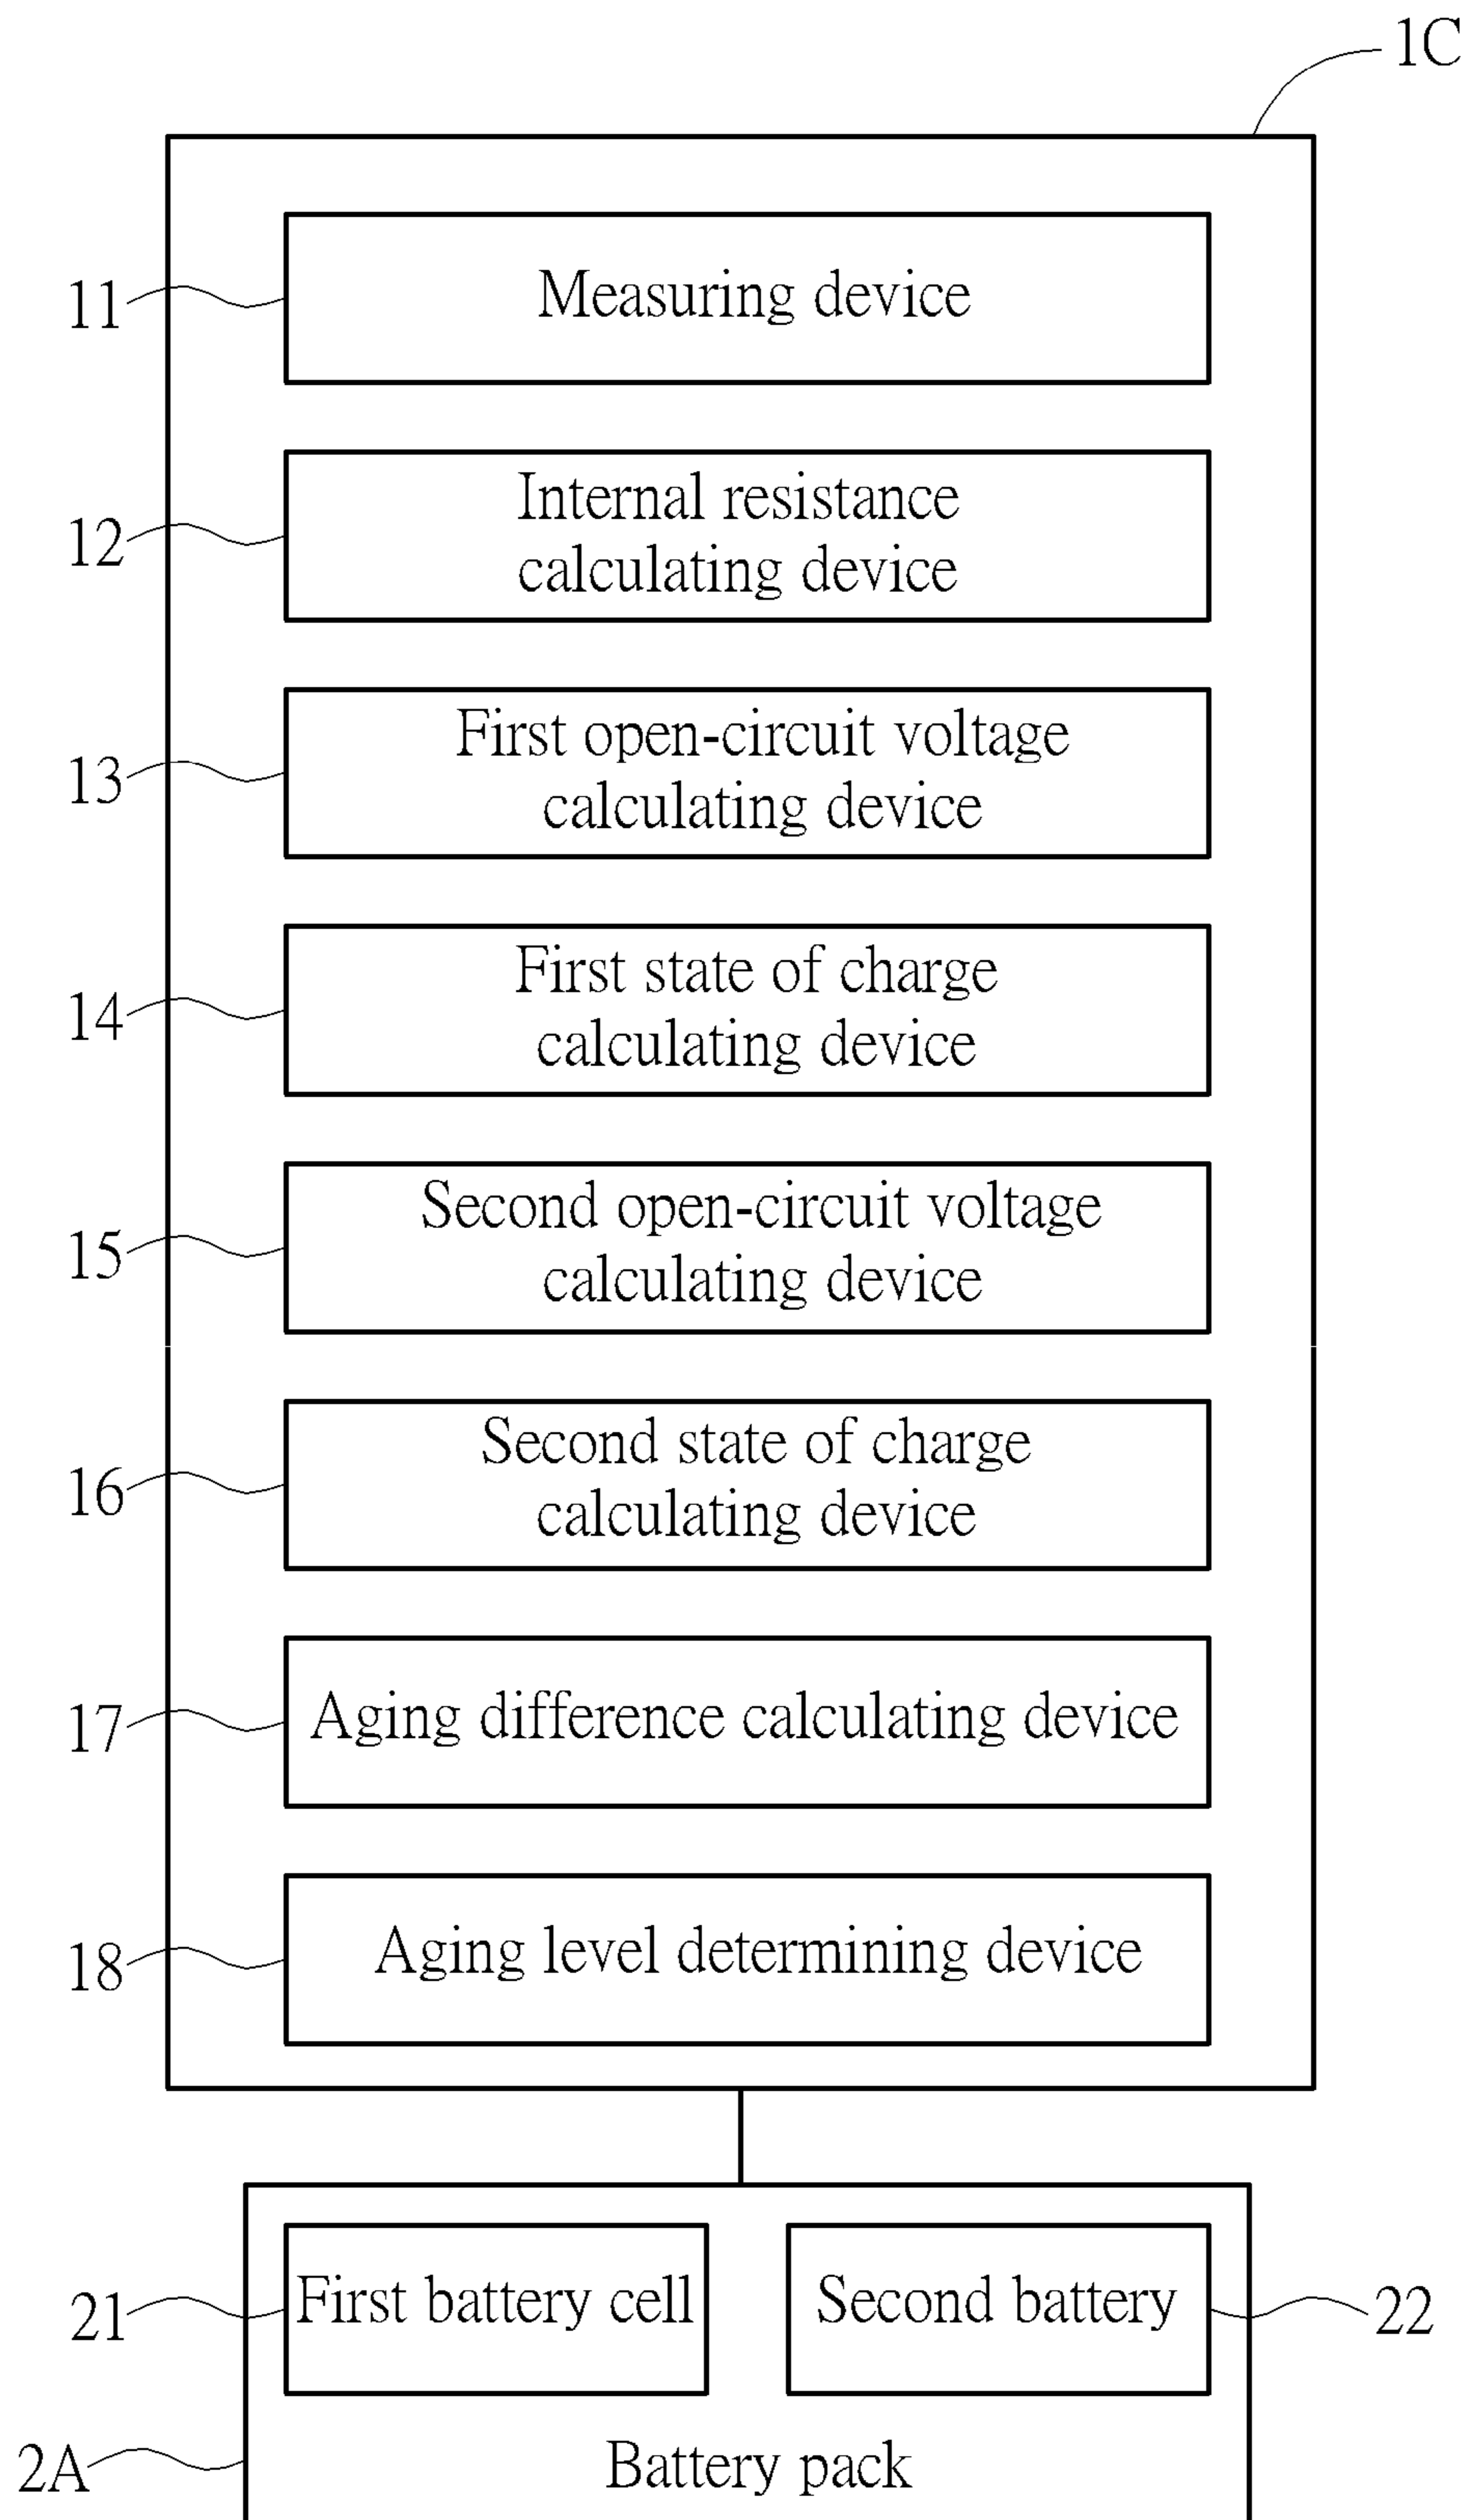 1C
11
Measuring device
12
Internal resistance
calculating device
13
First open-circuit voltage
calculating device
14
First state of charge
calculating device
15
Second open-circuit voltage
calculating device
16
Second state of charge
calculating device
17
Aging difference calculating device
18
Aging level determining device
21
First battery cell
Second battery
22
2A
Battery pack